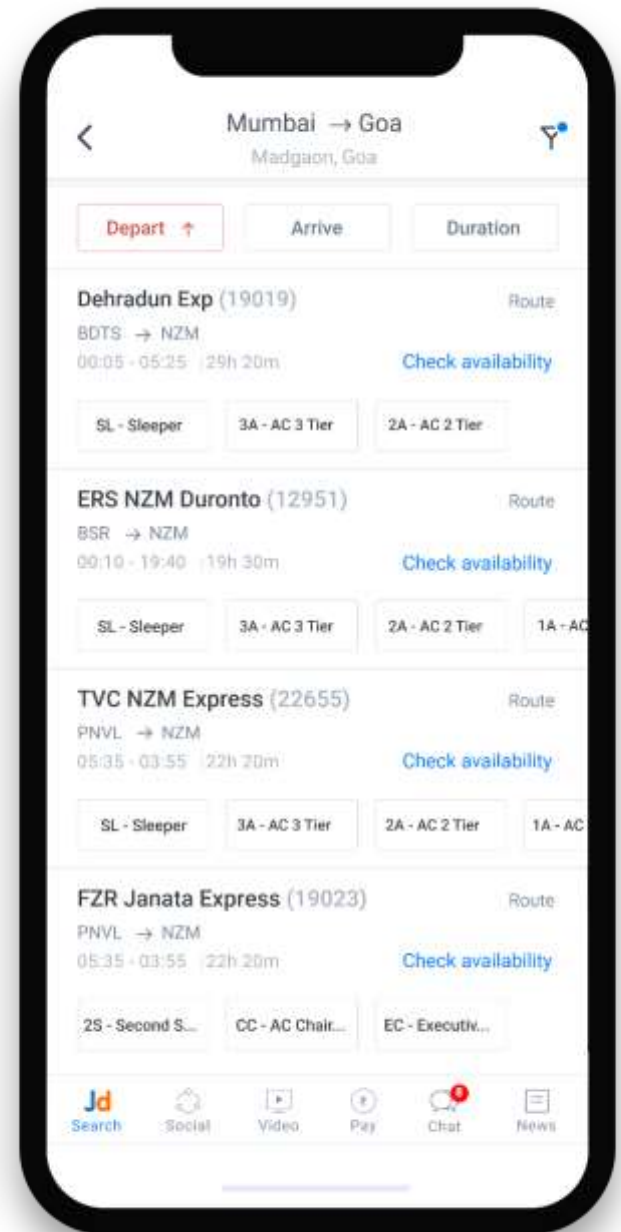 Mumbai → Goa
Madgaon, Goa
Depart ↑ Arrive Duration
Dehradun Exp (19019) Route
BDTS → NZM
00:05 - 05:25 29h 20m Check availability
SL - Sleeper 3A - AC 3 Tier 2A - AC 2 Tier
ERS NZM Duronto (12951) Route
BSR → NZM
00:10 - 19:40 19h 30m Check availability
SL - Sleeper 3A - AC 3 Tier 2A - AC 2 Tier 1A - AC
TVC NZM Express (22655) Route
PNVL → NZM
05:35 - 03:55 22h 20m Check availability
SL - Sleeper 3A - AC 3 Tier 2A - AC 2 Tier 1A - AC
FZR Janata Express (19023) Route
PNVL → NZM
05:35 - 03:55 22h 20m Check availability
2S - Second S... CC - AC Chair... EC - Executiv...
Jd 8
Search Social Video Pay Chat News